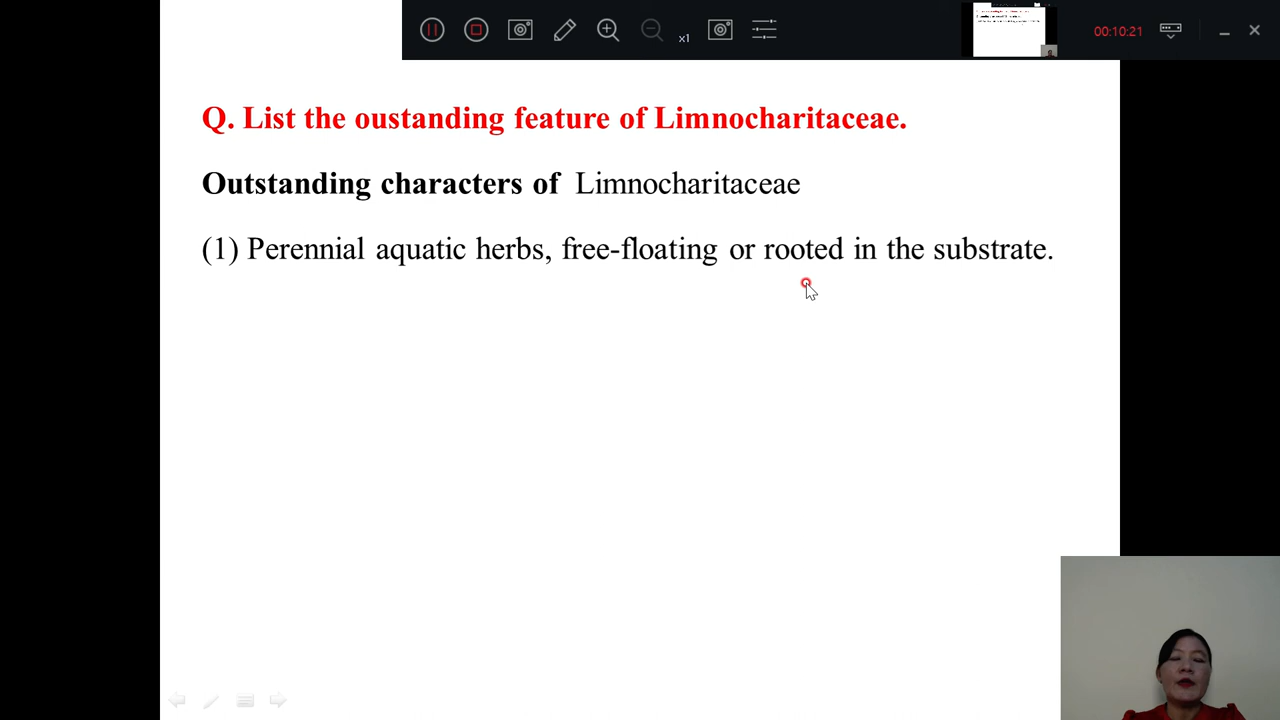 x1
00:10:21
Q. List the oustanding feature of Limnocharitaceae.
Outstanding characters of Limnocharitaceae
(1) Perennial aquatic herbs, free-floating or rooted in the substrate.